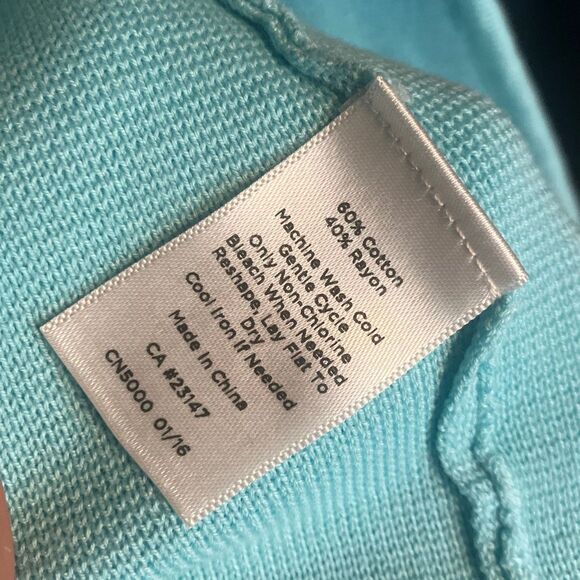 60% Cotton
40% Rayon
Machine Wash Cold
Gentle Cycle
Only Non-Chlorine
Bleach When Needed
Reshape, Lay Flat To
Dry
Cool Iron If Needed
Made In China
CA #23147
CN5000 01/16